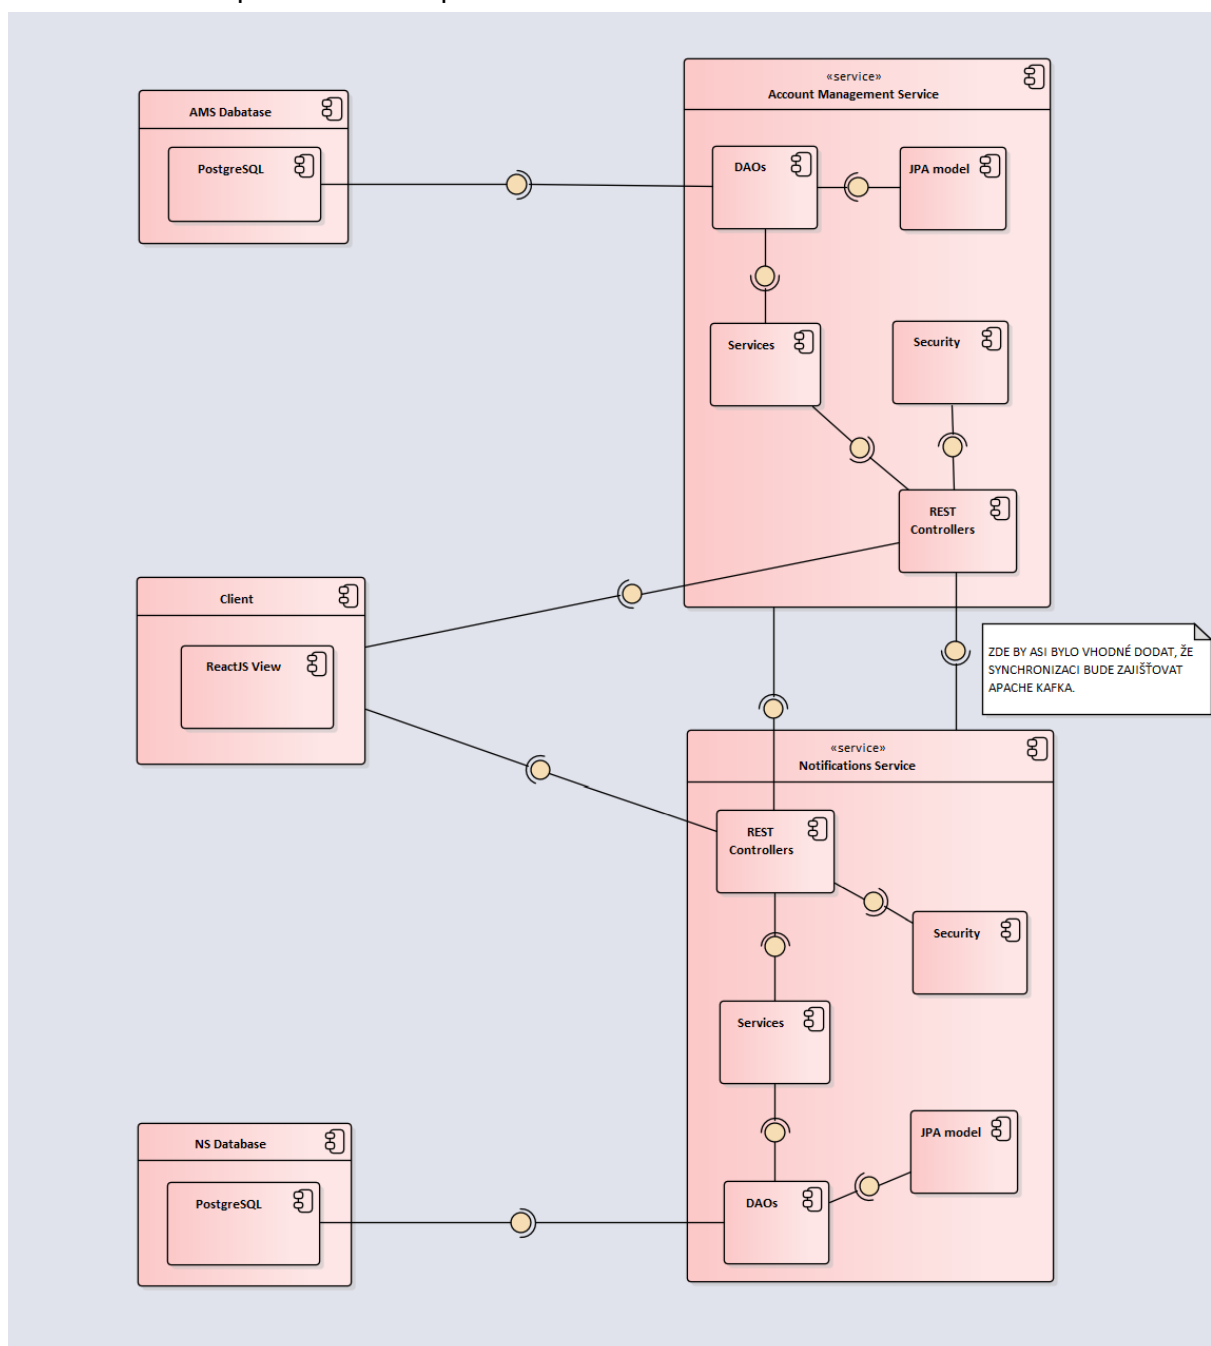 «service»
Account Management Service
AMS Dabatase
PostgreSQL
DAOs
JPA model
Services
Security
REST
Controllers
Client
ReactJS View
ZDE BY ASI BYLO VHODNÉ DODAT, ŽE
SYNCHRONIZACI BUDE ZAJIŠŤOVAT
APACHE KAFKA.
«service»
Notifications Service
REST
Controllers
Security
Services
JPA model
NS Database
PostgreSQL
DAOs